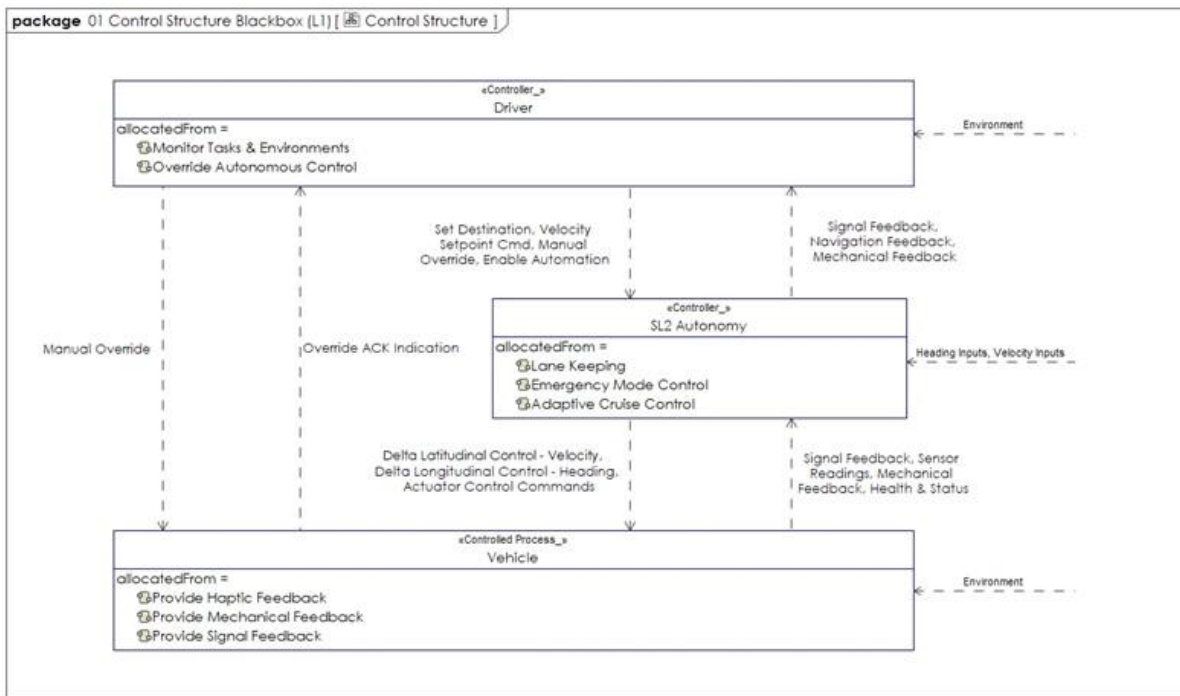 package 01 Control Structure Blackbox (L1) [ Control Structure ]
«Controller_»
Driver
allocatedFrom =
Monitor Tasks & Environments
Override Autonomous Control
Environment
Set Destination, Velocity
Setpoint Cmd, Manual
Override, Enable Automation
Signal Feedback,
Navigation Feedback,
Mechanical Feedback
«Controller_»
SL2 Autonomy
allocatedFrom =
Lane Keeping
Emergency Mode Control
Adaptive Cruise Control
Manual Override
Override ACK Indication
Heading Inputs, Velocity Inputs
Delta Latitudinal Control - Velocity,
Delta Longitudinal Control - Heading,
Actuator Control Commands
Signal Feedback, Sensor
Readings, Mechanical
Feedback, Health & Status
«Controlled Process_»
Vehicle
allocatedFrom =
Provide Haptic Feedback
Provide Mechanical Feedback
Provide Signal Feedback
Environment